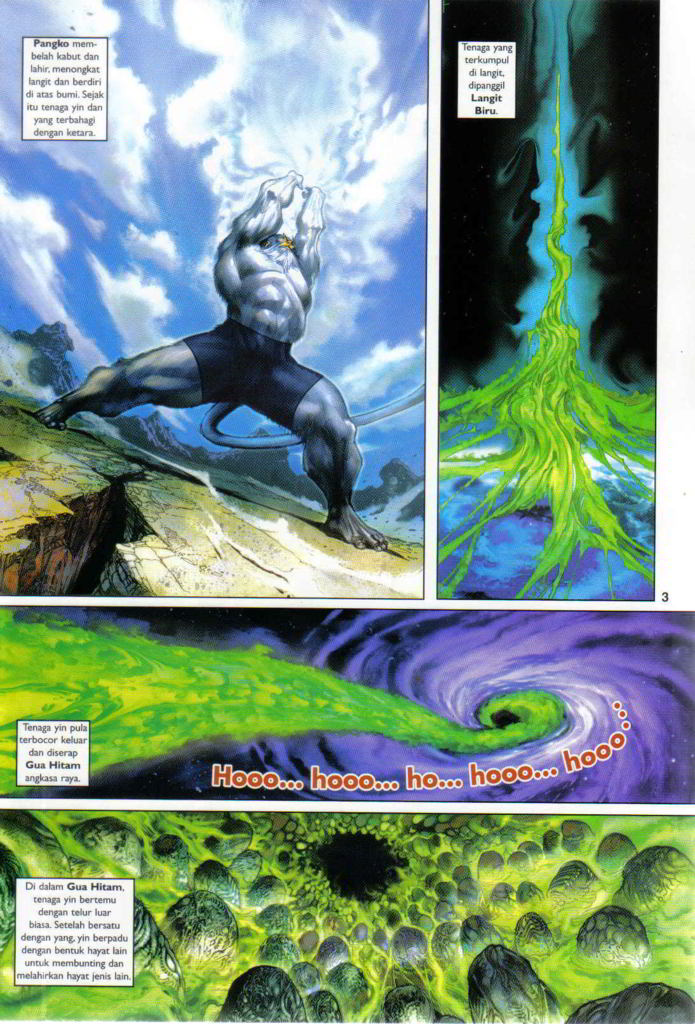 Pangko mem-
belah kabut dan
lahir, menongkat
langit dan berdiri
di atas bumi. Sejak
itu tenaga yin dan
yang terbahagi
dengan ketara.
Tenaga yang
terkumpul
di langit,
dipanggil
Langit
Biru.
3
Tenaga yin pula
terbocor keluar
dan diserap
Gua Hitam
angkasa raya.
Hooo... hooo... ho... hooo... hooo...
Di dalam Gua Hitam,
tenaga yin bertemu
dengan telur luar
biasa. Setelah bersatu
dengan yang, yin berpadu
dengan bentuk hayat lain
untuk membunting dan
melahirkan hayat jenis lain.